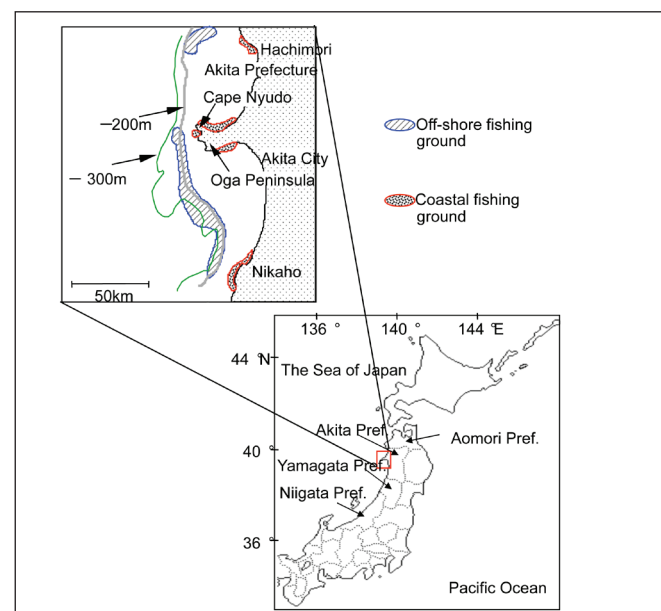 Hachimori
Akita Prefecture
Cape Nyudo
−200m
− 300m
Akita City
Oga Peninsula
Nikaho
50km
Off-shore fishing
ground
Coastal fishing
ground
136 ° 140 ° 144 °E
44 °N
The Sea of Japan
Akita Pref.
Aomori Pref.
40 °
Yamagata Pref.
Niigata Pref.
36 °
Pacific Ocean